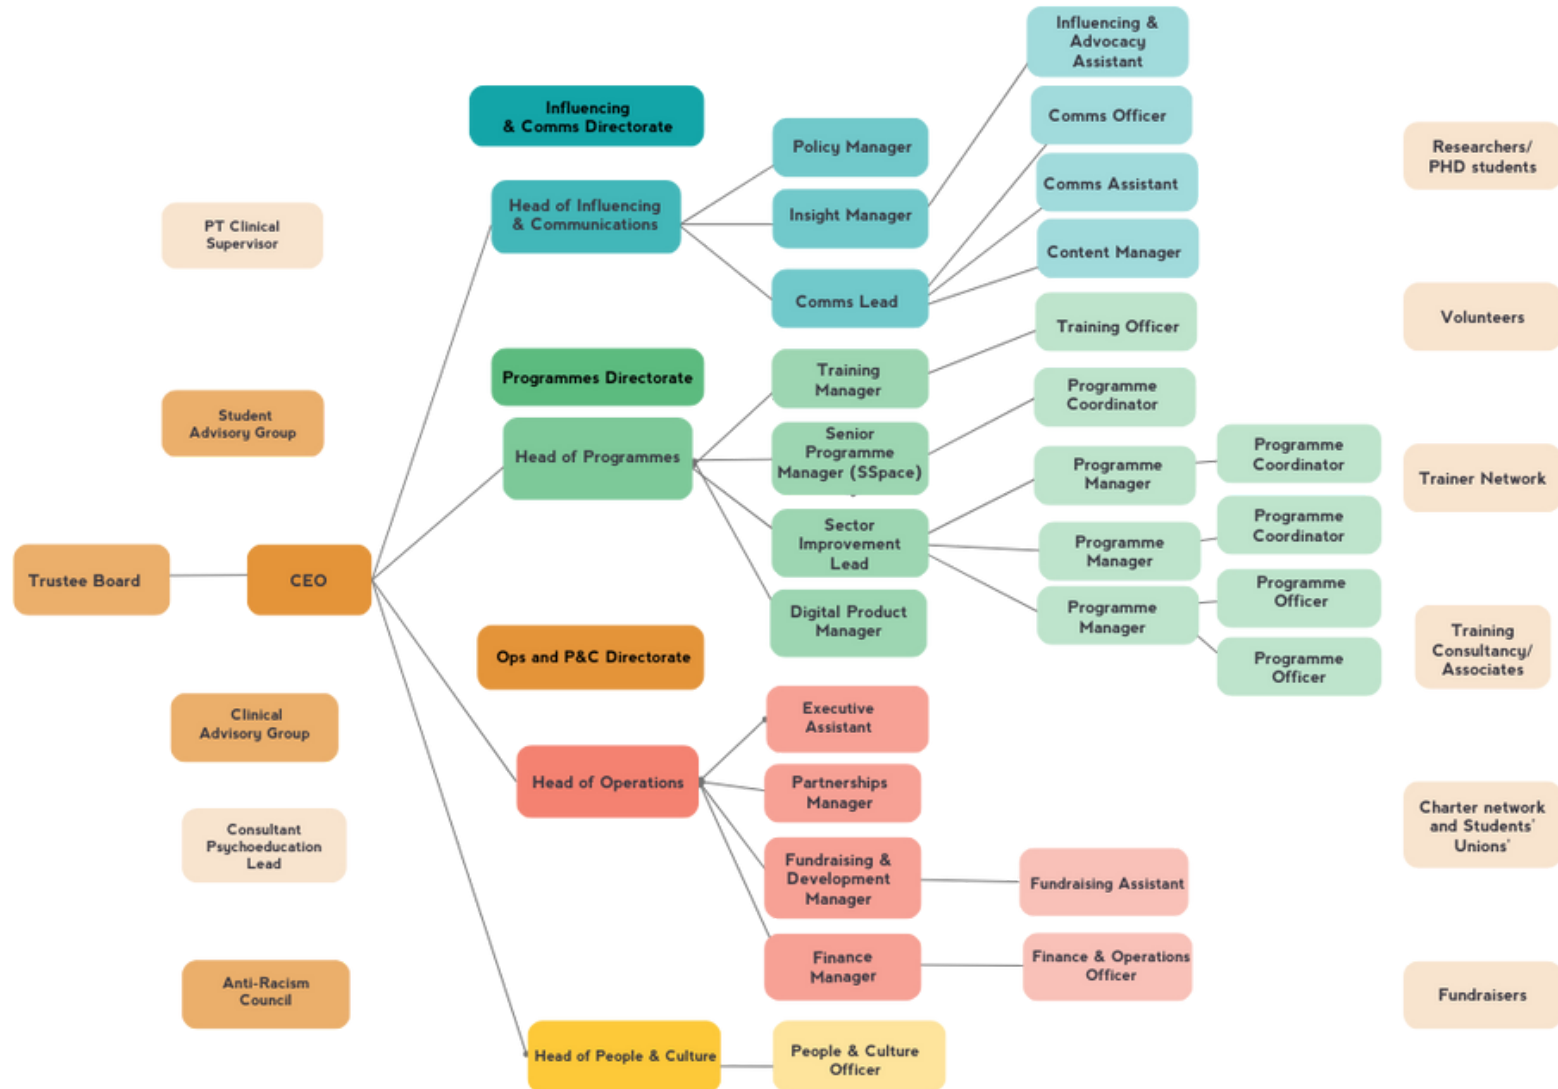 Trustee Board
CEO
PT Clinical
Supervisor
Student
Advisory Group
Clinical
Advisory Group
Consultant
Psychoeducation
Lead
Anti-Racism
Council
Influencing
& Comms Directorate
Head of Influencing
& Communications
Policy Manager
Insight Manager
Comms Lead
Influencing &
Advocacy
Assistant
Comms Officer
Comms Assistant
Content Manager
Programmes Directorate
Head of Programmes
Training
Manager
Senior
Programme
Manager (SSpace)
Sector
Improvement
Lead
Digital Product
Manager
Training Officer
Programme
Coordinator
Programme
Manager
Programme
Manager
Programme
Manager
Programme
Coordinator
Programme
Coordinator
Programme
Officer
Programme
Officer
Ops and P&C Directorate
Head of Operations
Executive
Assistant
Partnerships
Manager
Fundraising &
Development
Manager
Finance
Manager
Fundraising Assistant
Finance & Operations
Officer
Head of People & Culture
People & Culture
Officer
Researchers/
PHD students
Volunteers
Trainer Network
Training
Consultancy/
Associates
Charter network
and Students'
Unions'
Fundraisers